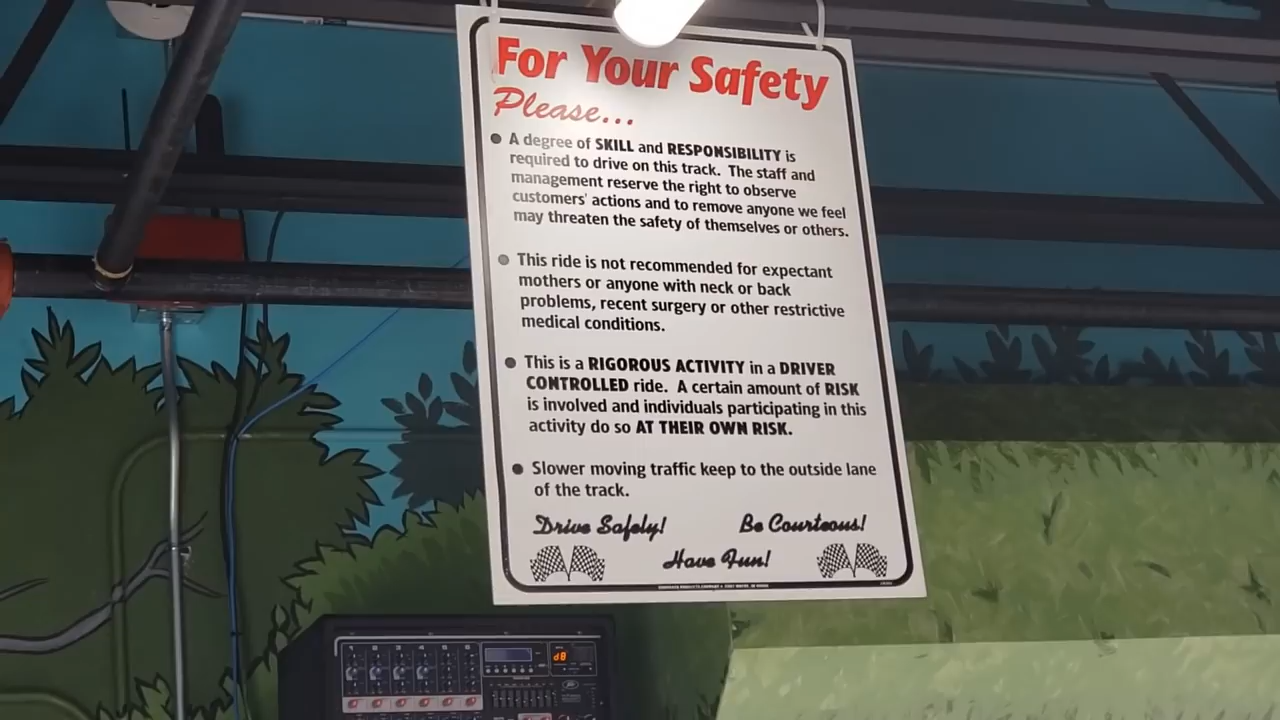 For Your Safety
Please...
A degree of SKILL and RESPONSIBILITY is
required to drive on this track. The staff and
management reserve the right to observe
customers' actions and to remove anyone we feel
may threaten the safety of themselves or others.
This ride is not recommended for expectant
mothers or anyone with neck or back
problems, recent surgery or other restrictive
medical conditions.
This is a RIGOROUS ACTIVITY in a DRIVER
CONTROLLED ride. A certain amount of RISK
is involved and individuals participating in this
activity do so AT THEIR OWN RISK.
Slower moving traffic keep to the outside lane
of the track.
Drive Safely! Be Courteous!
Have Fun!